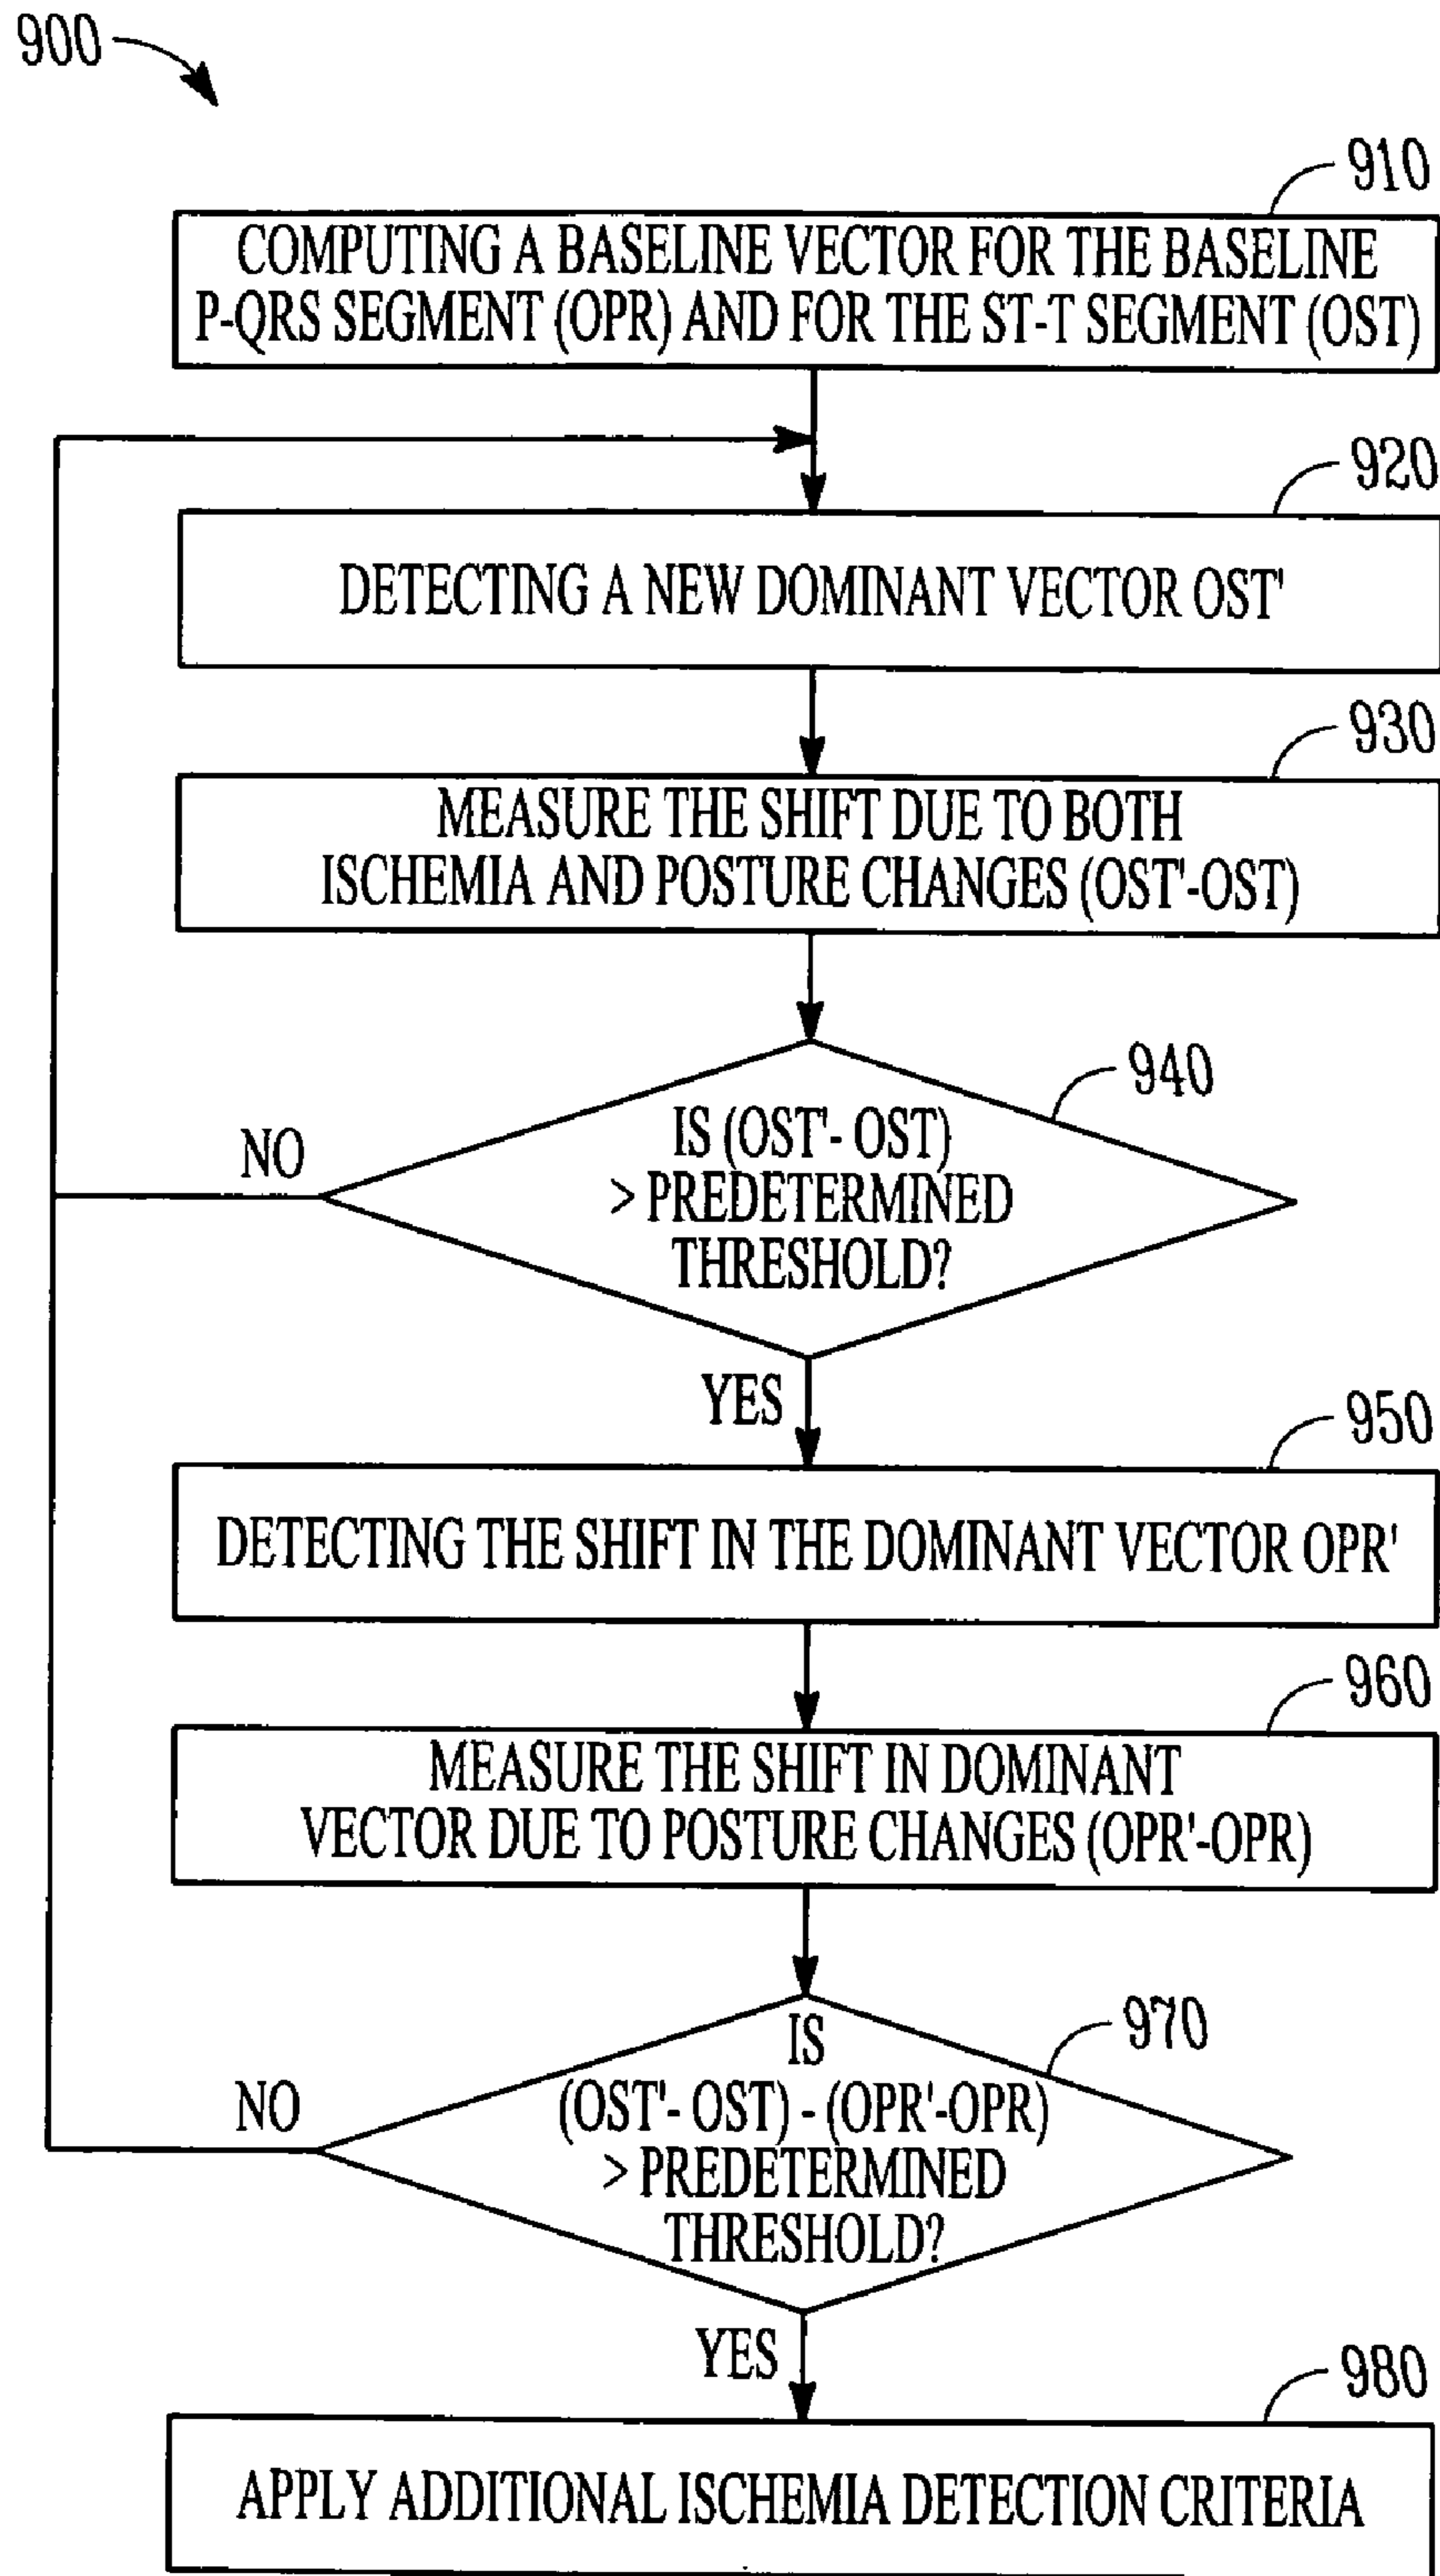 900
910
COMPUTING A BASELINE VECTOR FOR THE BASELINE
P-QRS SEGMENT (OPR) AND FOR THE ST-T SEGMENT (OST)
920
DETECTING A NEW DOMINANT VECTOR OST'
930
MEASURE THE SHIFT DUE TO BOTH
ISCHEMIA AND POSTURE CHANGES (OST'-OST)
940
IS (OST'- OST)
> PREDETERMINED
THRESHOLD?
NO
YES
950
DETECTING THE SHIFT IN THE DOMINANT VECTOR OPR'
960
MEASURE THE SHIFT IN DOMINANT
VECTOR DUE TO POSTURE CHANGES (OPR'-OPR)
970
IS
(OST'- OST) - (OPR'-OPR)
> PREDETERMINED
THRESHOLD?
NO
YES
980
APPLY ADDITIONAL ISCHEMIA DETECTION CRITERIA